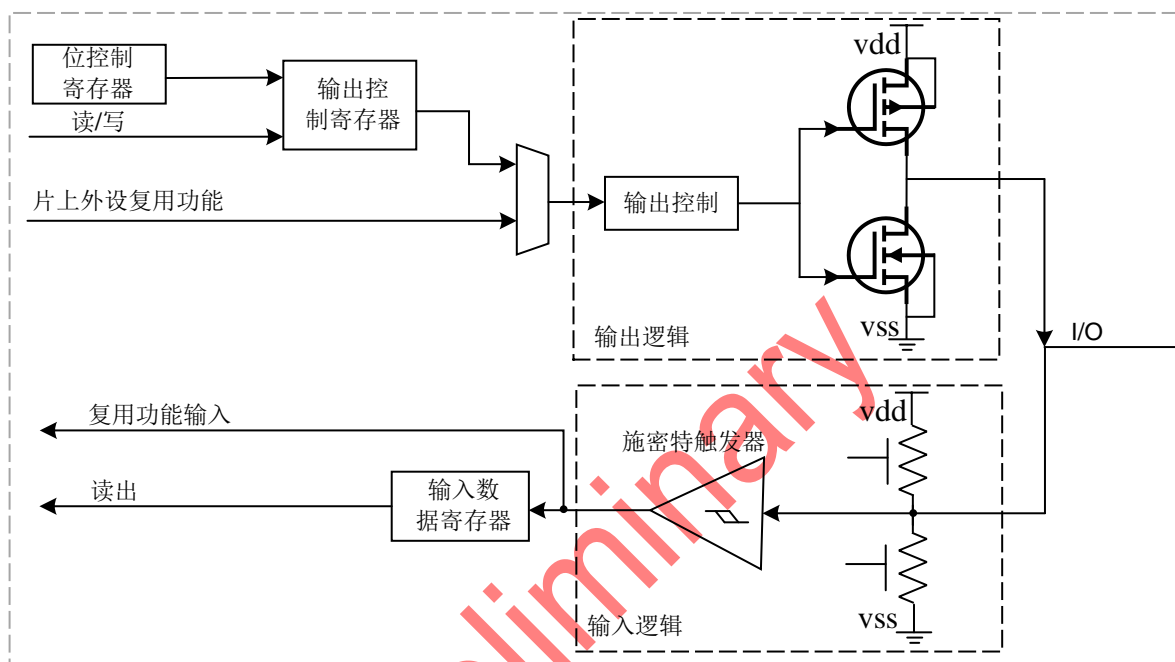 位控制
寄存器
读/写
输出控
制寄存器
片上外设复用功能
输出控制
vdd
vss
输出逻辑
I/O
复用功能输入
读出
输入数
据寄存器
施密特触发器
vdd
vss
输入逻辑
eliminary